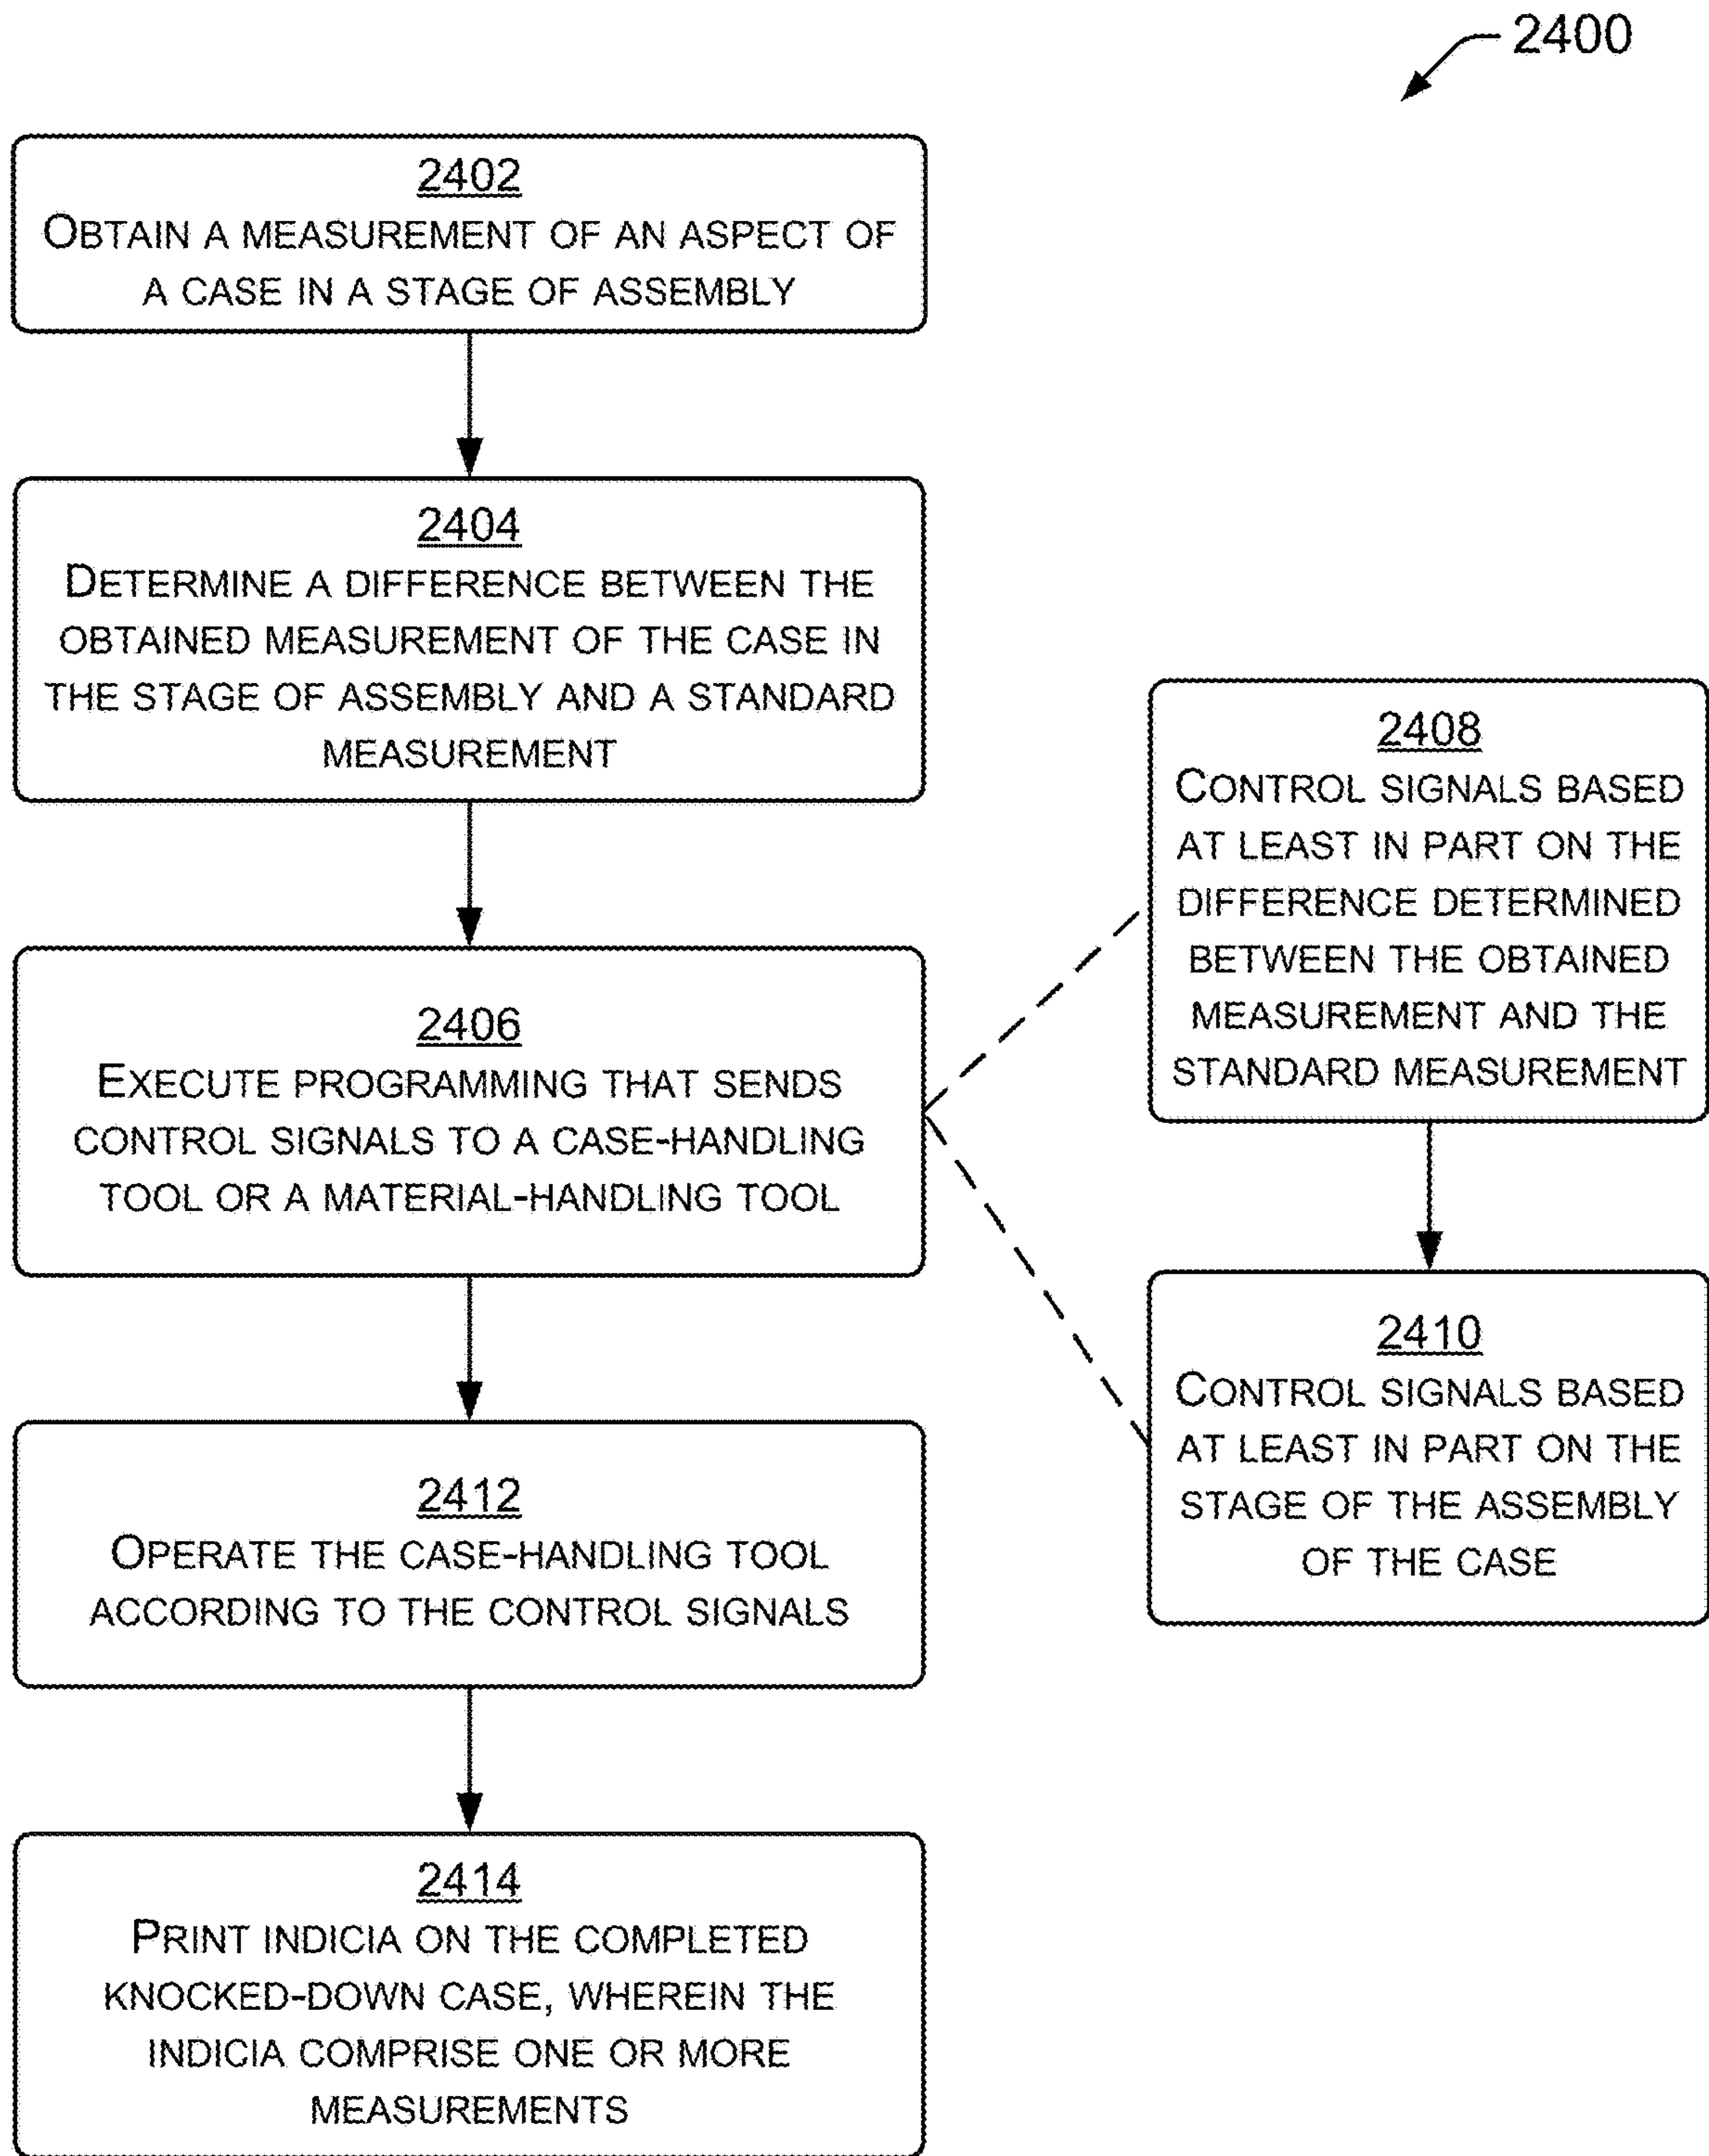 2400
2402
OBTAIN A MEASUREMENT OF AN ASPECT OF
A CASE IN A STAGE OF ASSEMBLY
2404
DETERMINE A DIFFERENCE BETWEEN THE
OBTAINED MEASUREMENT OF THE CASE IN
THE STAGE OF ASSEMBLY AND A STANDARD
MEASUREMENT
2406
EXECUTE PROGRAMMING THAT SENDS
CONTROL SIGNALS TO A CASE-HANDLING
TOOL OR A MATERIAL-HANDLING TOOL
2408
CONTROL SIGNALS BASED
AT LEAST IN PART ON THE
DIFFERENCE DETERMINED
BETWEEN THE OBTAINED
MEASUREMENT AND THE
STANDARD MEASUREMENT
2410
CONTROL SIGNALS BASED
AT LEAST IN PART ON THE
STAGE OF THE ASSEMBLY
OF THE CASE
2412
OPERATE THE CASE-HANDLING TOOL
ACCORDING TO THE CONTROL SIGNALS
2414
PRINT INDICIA ON THE COMPLETED
KNOCKED-DOWN CASE, WHEREIN THE
INDICIA COMPRISE ONE OR MORE
MEASUREMENTS